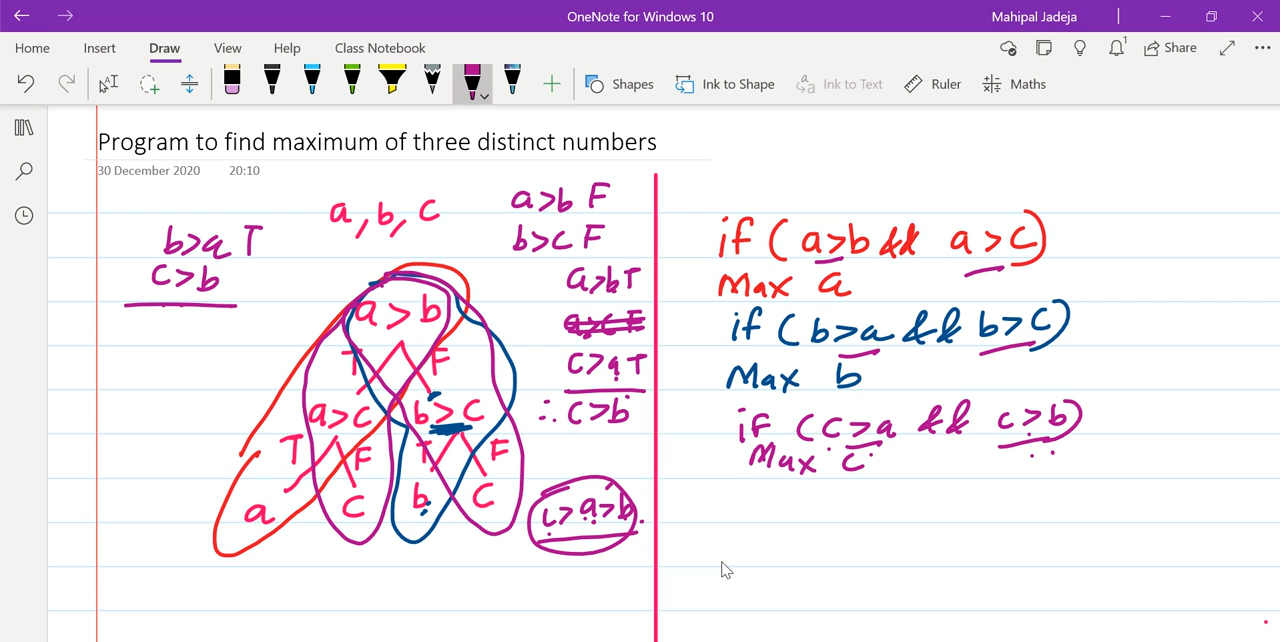 OneNote for Windows 10
Mahipal Jadeja
Home Insert Draw View Help Class Notebook
1
Share
Shapes
Ink to Shape
Ink to Text
Ruler
Maths
Program to find maximum of three distinct numbers
30 December 2020 20:10
a, b, c
b>a T
c>b
a>b F
b>c F
a>b T
a>c F
c>a T
∴ c>b
c>a>b.
a>b
T F
a>c b>c
T F T F
a c b c
if (a>b && a>c)
Max a
if (b>a && b>c)
Max b
if (c>a && c>b)
Max c